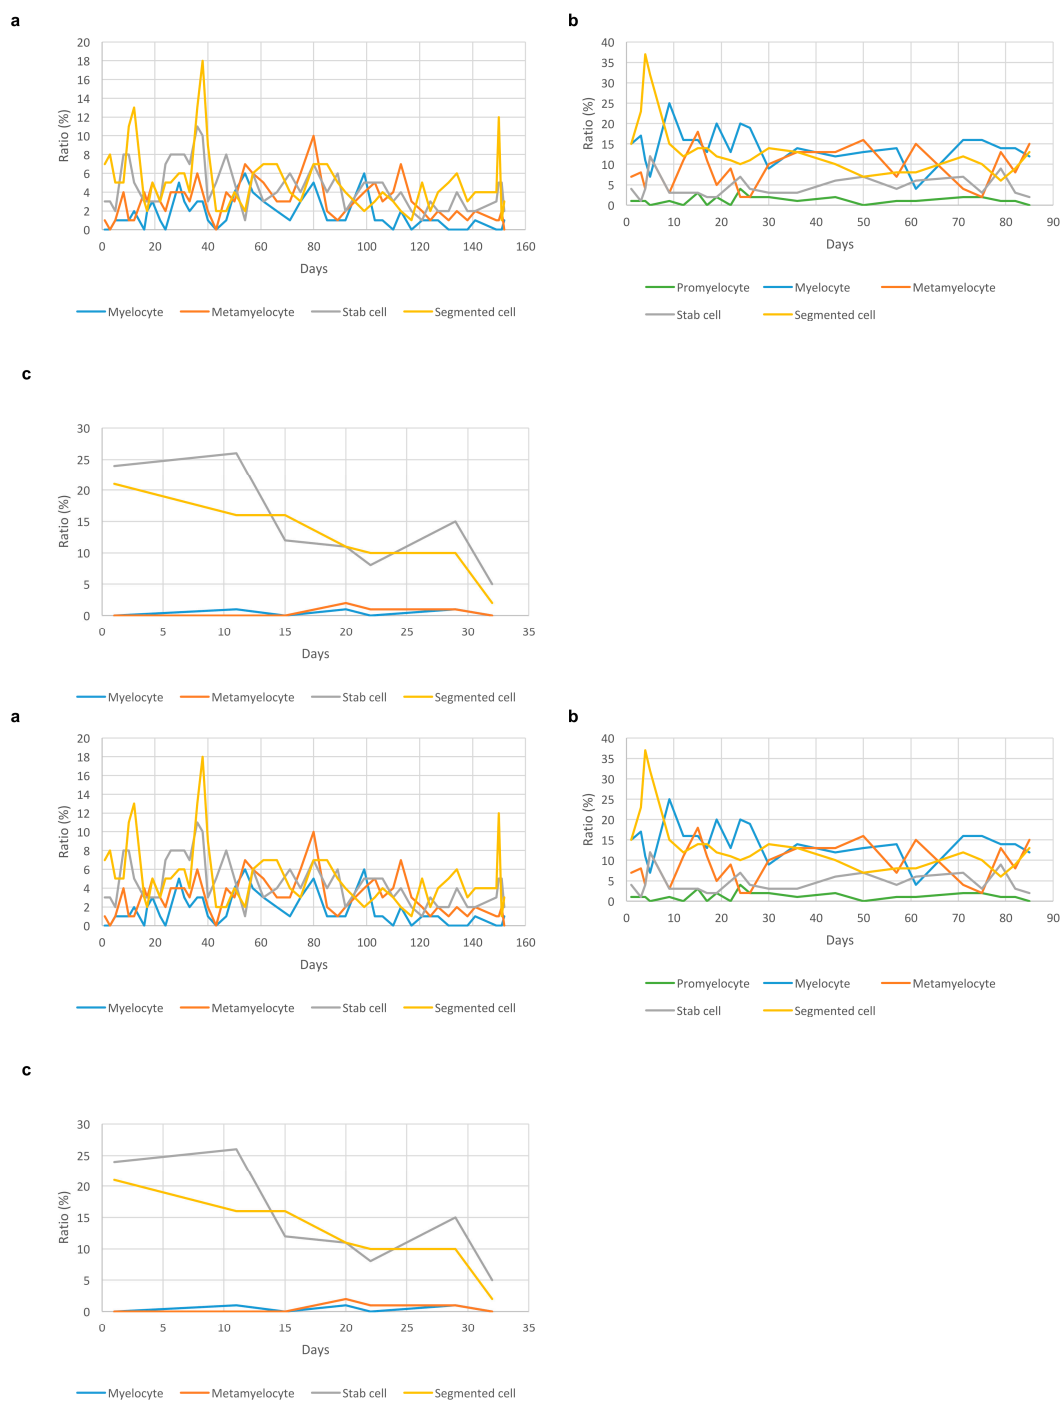 a
b
20
18
16
14
12
10
8
6
4
2
0
Ratio (%)
0 20 40 60 80 100 120 140 160
Days
Myelocyte Metamyelocyte Stab cell Segmented cell
40
35
30
25
20
15
10
5
0
Ratio (%)
0 10 20 30 40 50 60 70 80 90
Days
Promyelocyte Myelocyte Metamyelocyte
Stab cell Segmented cell
c
30
25
20
15
10
5
0
Ratio (%)
0 5 10 15 20 25 30 35
Days
Myelocyte Metamyelocyte Stab cell Segmented cell
a
b
20
18
16
14
12
10
8
6
4
2
0
Ratio (%)
0 20 40 60 80 100 120 140 160
Days
Myelocyte Metamyelocyte Stab cell Segmented cell
40
35
30
25
20
15
10
5
0
Ratio (%)
0 10 20 30 40 50 60 70 80 90
Days
Promyelocyte Myelocyte Metamyelocyte
Stab cell Segmented cell
c
30
25
20
15
10
5
0
Ratio (%)
0 5 10 15 20 25 30 35
Days
Myelocyte Metamyelocyte Stab cell Segmented cell